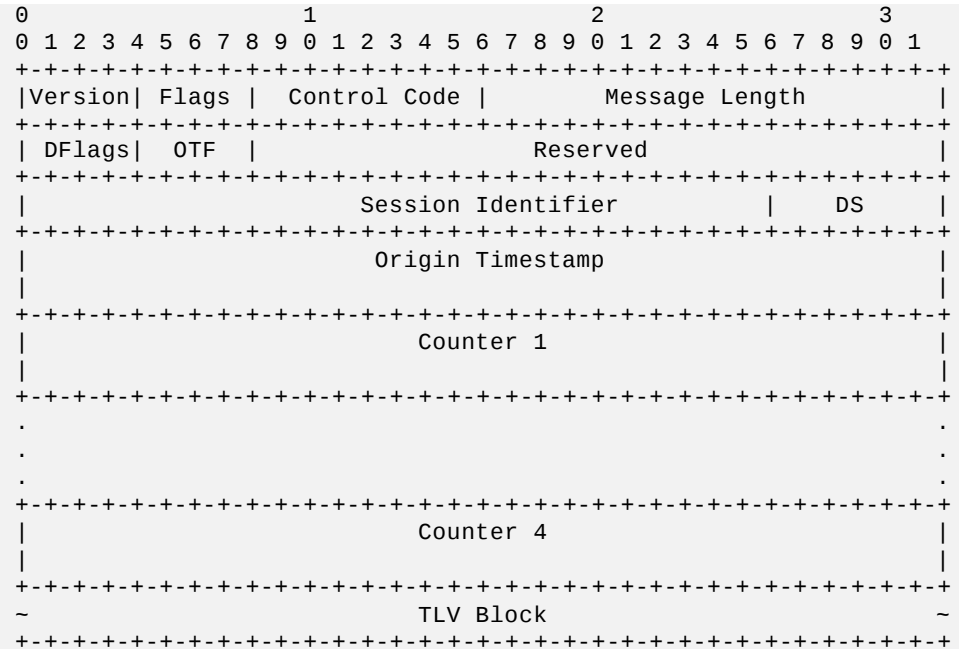 0                   1                   2                   3
0 1 2 3 4 5 6 7 8 9 0 1 2 3 4 5 6 7 8 9 0 1 2 3 4 5 6 7 8 9 0 1
+-+-+-+-+-+-+-+-+-+-+-+-+-+-+-+-+-+-+-+-+-+-+-+-+-+-+-+-+-+-+-+-+
|Version| Flags |  Control Code |        Message Length         |
+-+-+-+-+-+-+-+-+-+-+-+-+-+-+-+-+-+-+-+-+-+-+-+-+-+-+-+-+-+-+-+-+
| DFlags|  OTF  |                   Reserved                    |
+-+-+-+-+-+-+-+-+-+-+-+-+-+-+-+-+-+-+-+-+-+-+-+-+-+-+-+-+-+-+-+-+
|                       Session Identifier          |    DS     |
+-+-+-+-+-+-+-+-+-+-+-+-+-+-+-+-+-+-+-+-+-+-+-+-+-+-+-+-+-+-+-+-+
|                        Origin Timestamp                       |
|                                                               |
+-+-+-+-+-+-+-+-+-+-+-+-+-+-+-+-+-+-+-+-+-+-+-+-+-+-+-+-+-+-+-+-+
|                           Counter 1                           |
|                                                               |
+-+-+-+-+-+-+-+-+-+-+-+-+-+-+-+-+-+-+-+-+-+-+-+-+-+-+-+-+-+-+-+-+
.                                                               .
.                                                               .
.                                                               .
+-+-+-+-+-+-+-+-+-+-+-+-+-+-+-+-+-+-+-+-+-+-+-+-+-+-+-+-+-+-+-+-+
|                           Counter 4                           |
|                                                               |
+-+-+-+-+-+-+-+-+-+-+-+-+-+-+-+-+-+-+-+-+-+-+-+-+-+-+-+-+-+-+-+-+
~                           TLV Block                           ~
+-+-+-+-+-+-+-+-+-+-+-+-+-+-+-+-+-+-+-+-+-+-+-+-+-+-+-+-+-+-+-+-+